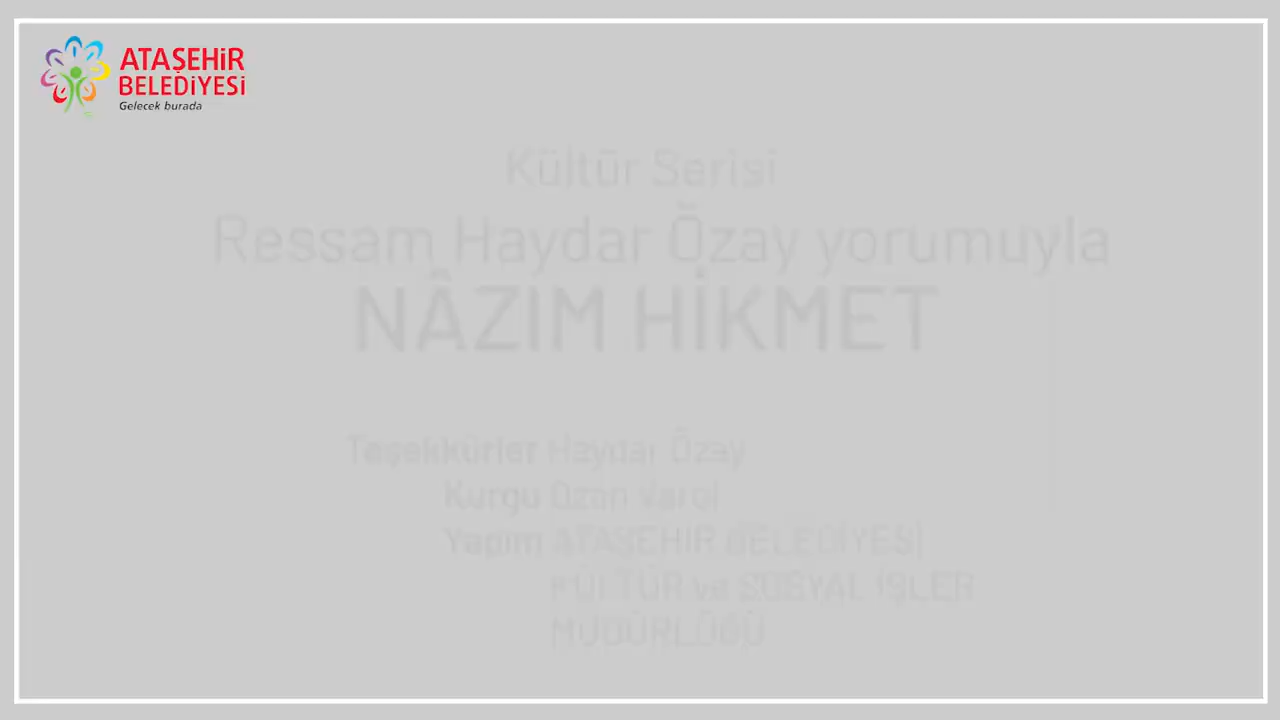 ATAŞEHİR
BELEDİYESİ
Gelecek burada
Kültür Serisi
Ressam Haydar Özay yorumuyla
NÂZIM HİKMET
Teşekkürler Haydar Özay
Kurgu Ozan Varol
Yapım ATAŞEHİR BELEDİYESİ
KÜLTÜR ve SOSYAL İŞLER
MÜDÜRLÜĞÜ